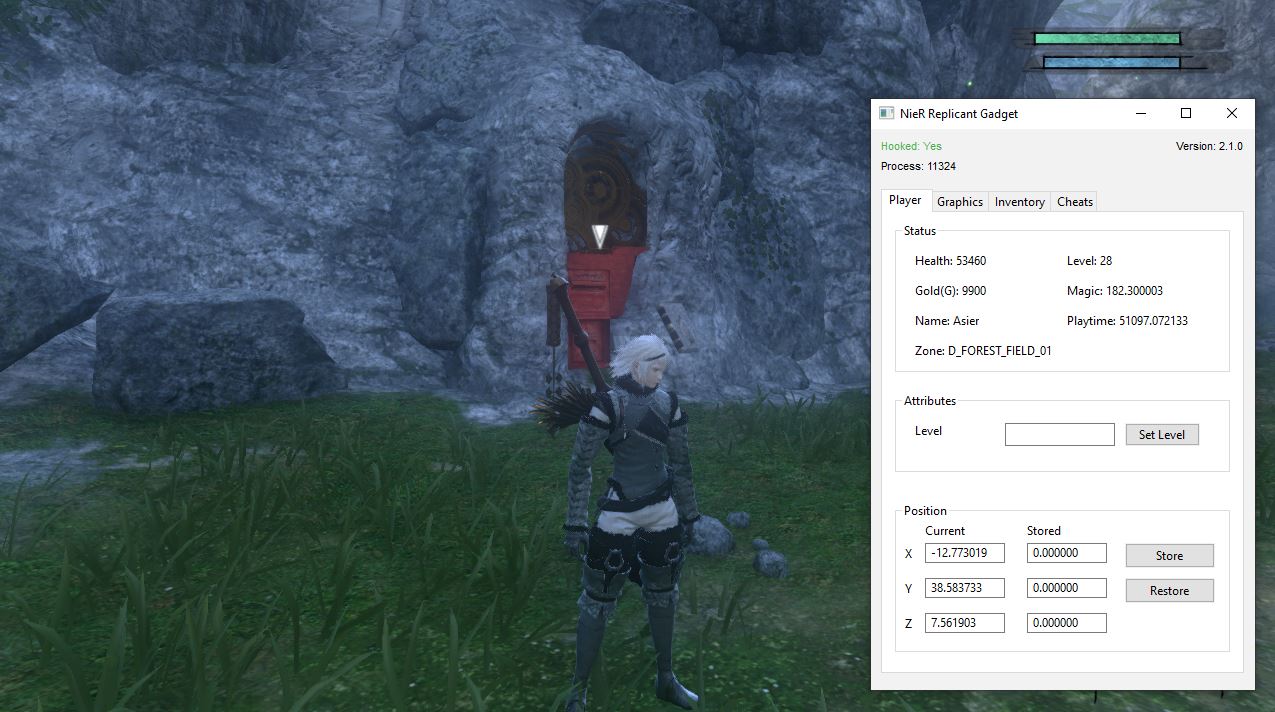 NieR Replicant Gadget
Hooked: Yes
Version: 2.1.0
Process: 11324
Player Graphics Inventory Cheats
Status
Health: 53460 Level: 28
Gold(G): 9900 Magic: 182.300003
Name: Asier Playtime: 51097.072133
Zone: D_FOREST_FIELD_01
Attributes
Level Set Level
Position
Current Stored
X -12.773019 0.000000 Store
Y 38.583733 0.000000 Restore
Z 7.561903 0.000000